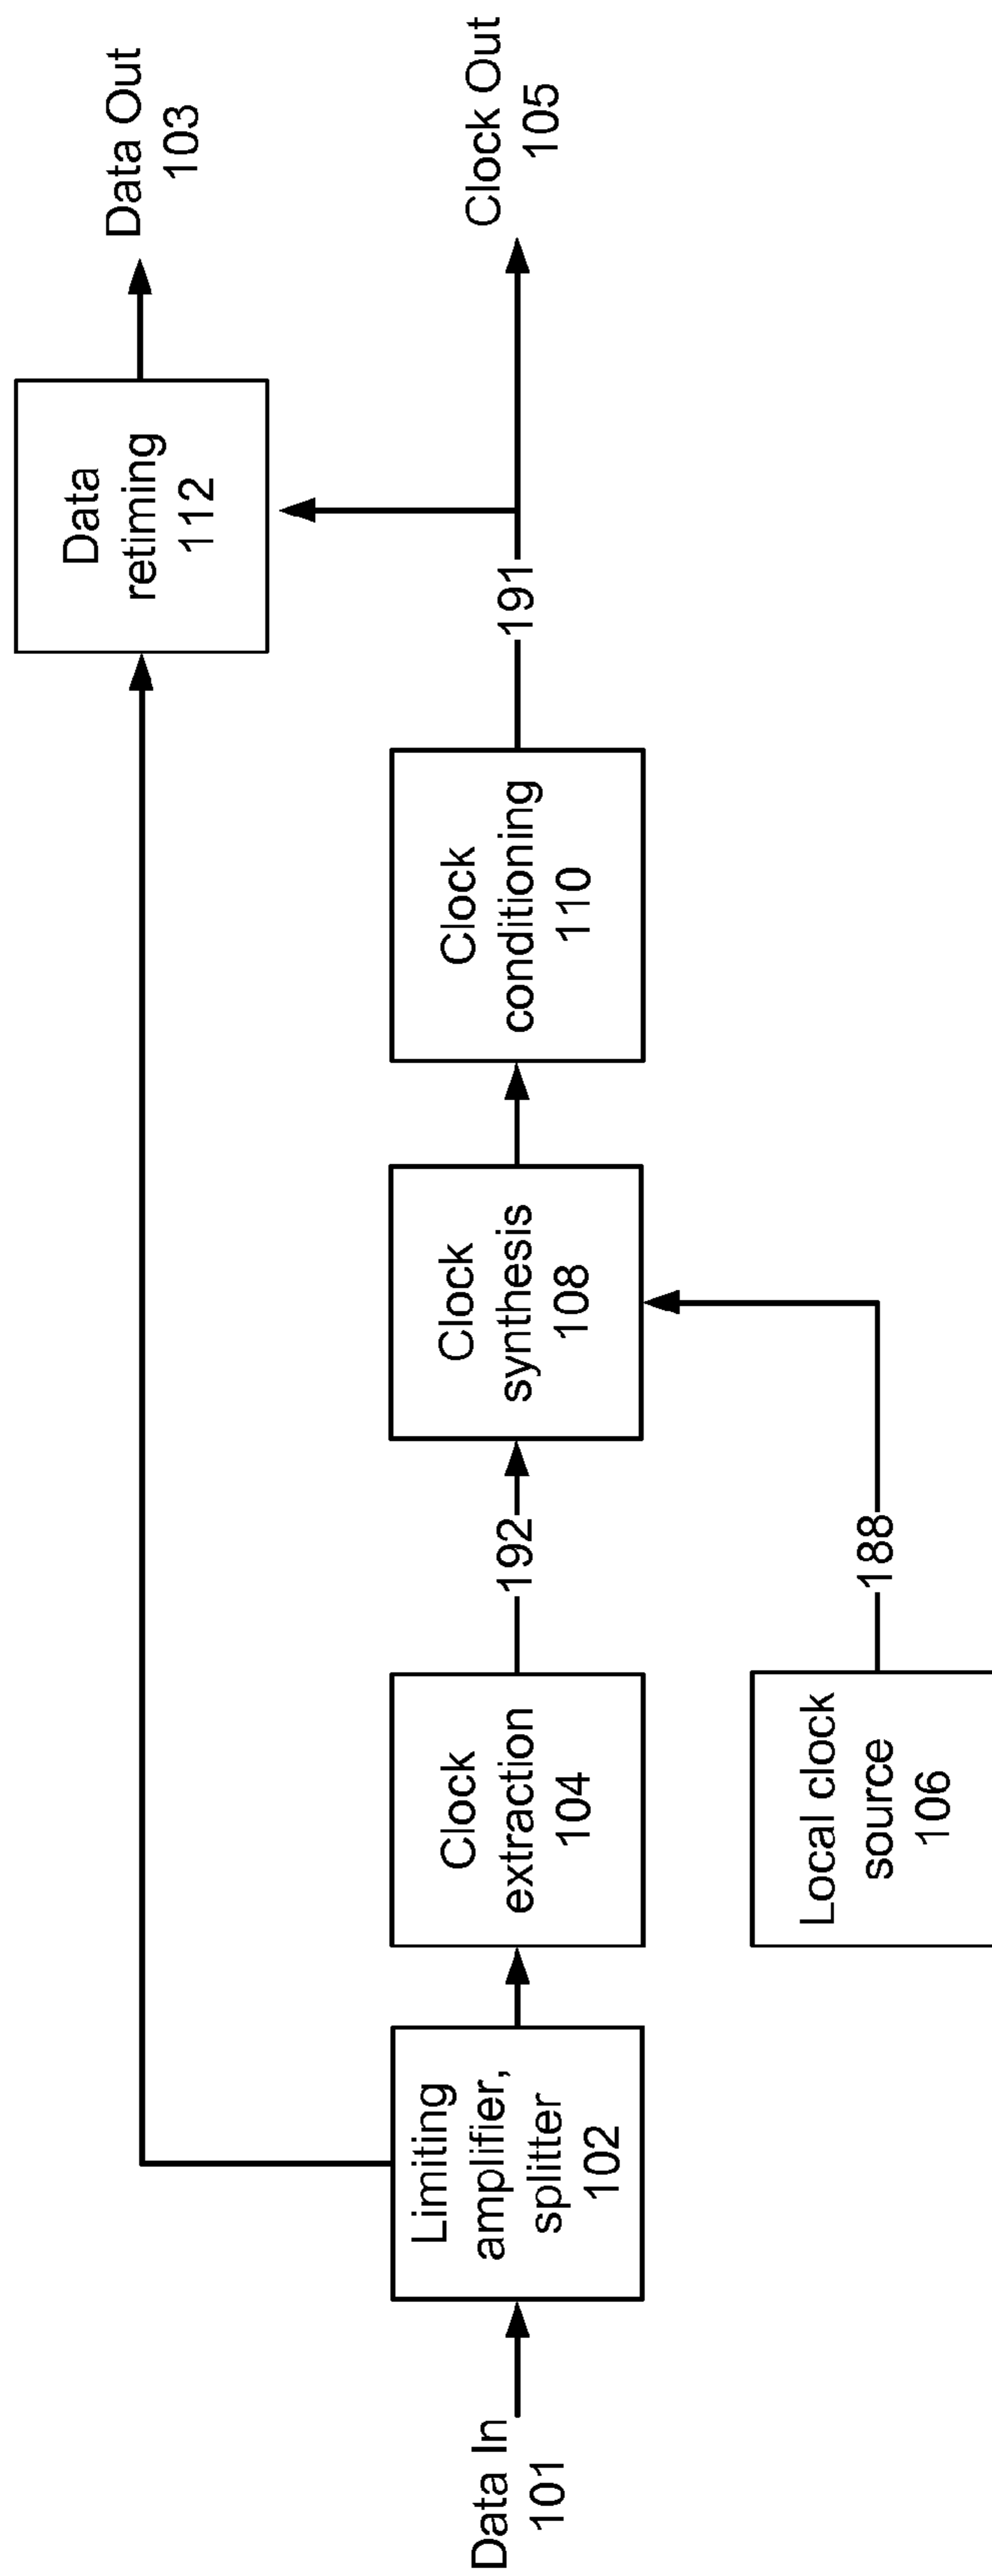 Data In
101
Limiting
amplifier,
splitter
102
Clock
extraction
104
192
Local clock
source
106
188
Clock
synthesis
108
Clock
conditioning
110
191
Data
retiming
112
Data Out
103
Clock Out
105